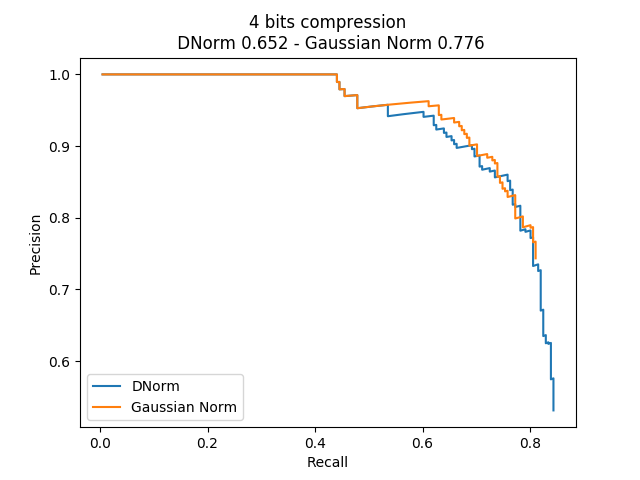 4 bits compression
DNorm 0.652 - Gaussian Norm 0.776
1.0
0.9
0.8
0.7
0.6
Precision
DNorm
Gaussian Norm
0.0 0.2 0.4 0.6 0.8
Recall